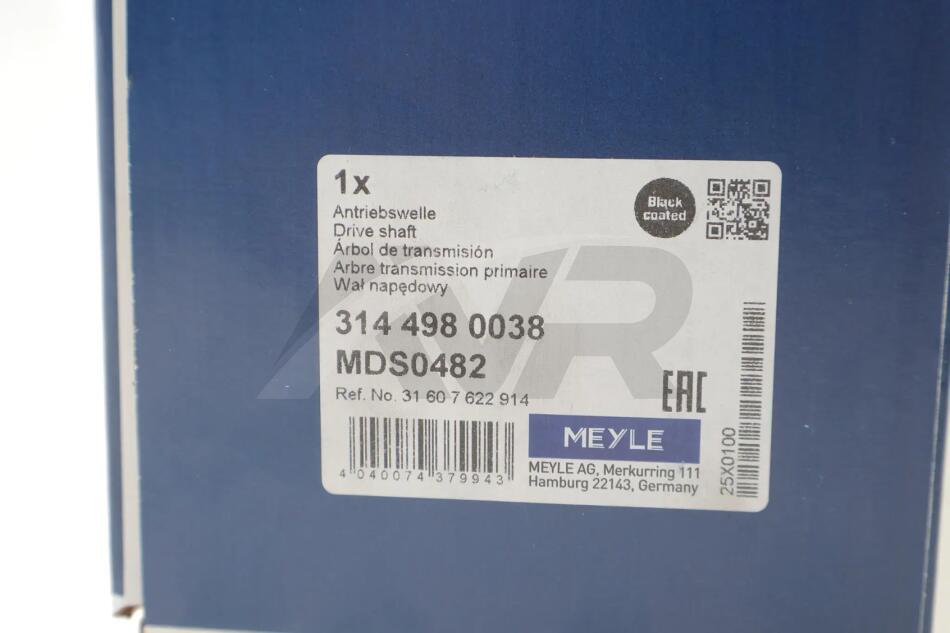 1x
Antriebswelle
Drive shaft
Árbol de transmisión
Arbre transmission primaire
Wał napędowy
314 498 0038
MDS0482
Ref. No. 31 60 7 622 914
4 040074 379943
Black
coated
EAC
MEYLE
MEYLE AG, Merkurring 111
Hamburg 22143, Germany
25X0100
AVR